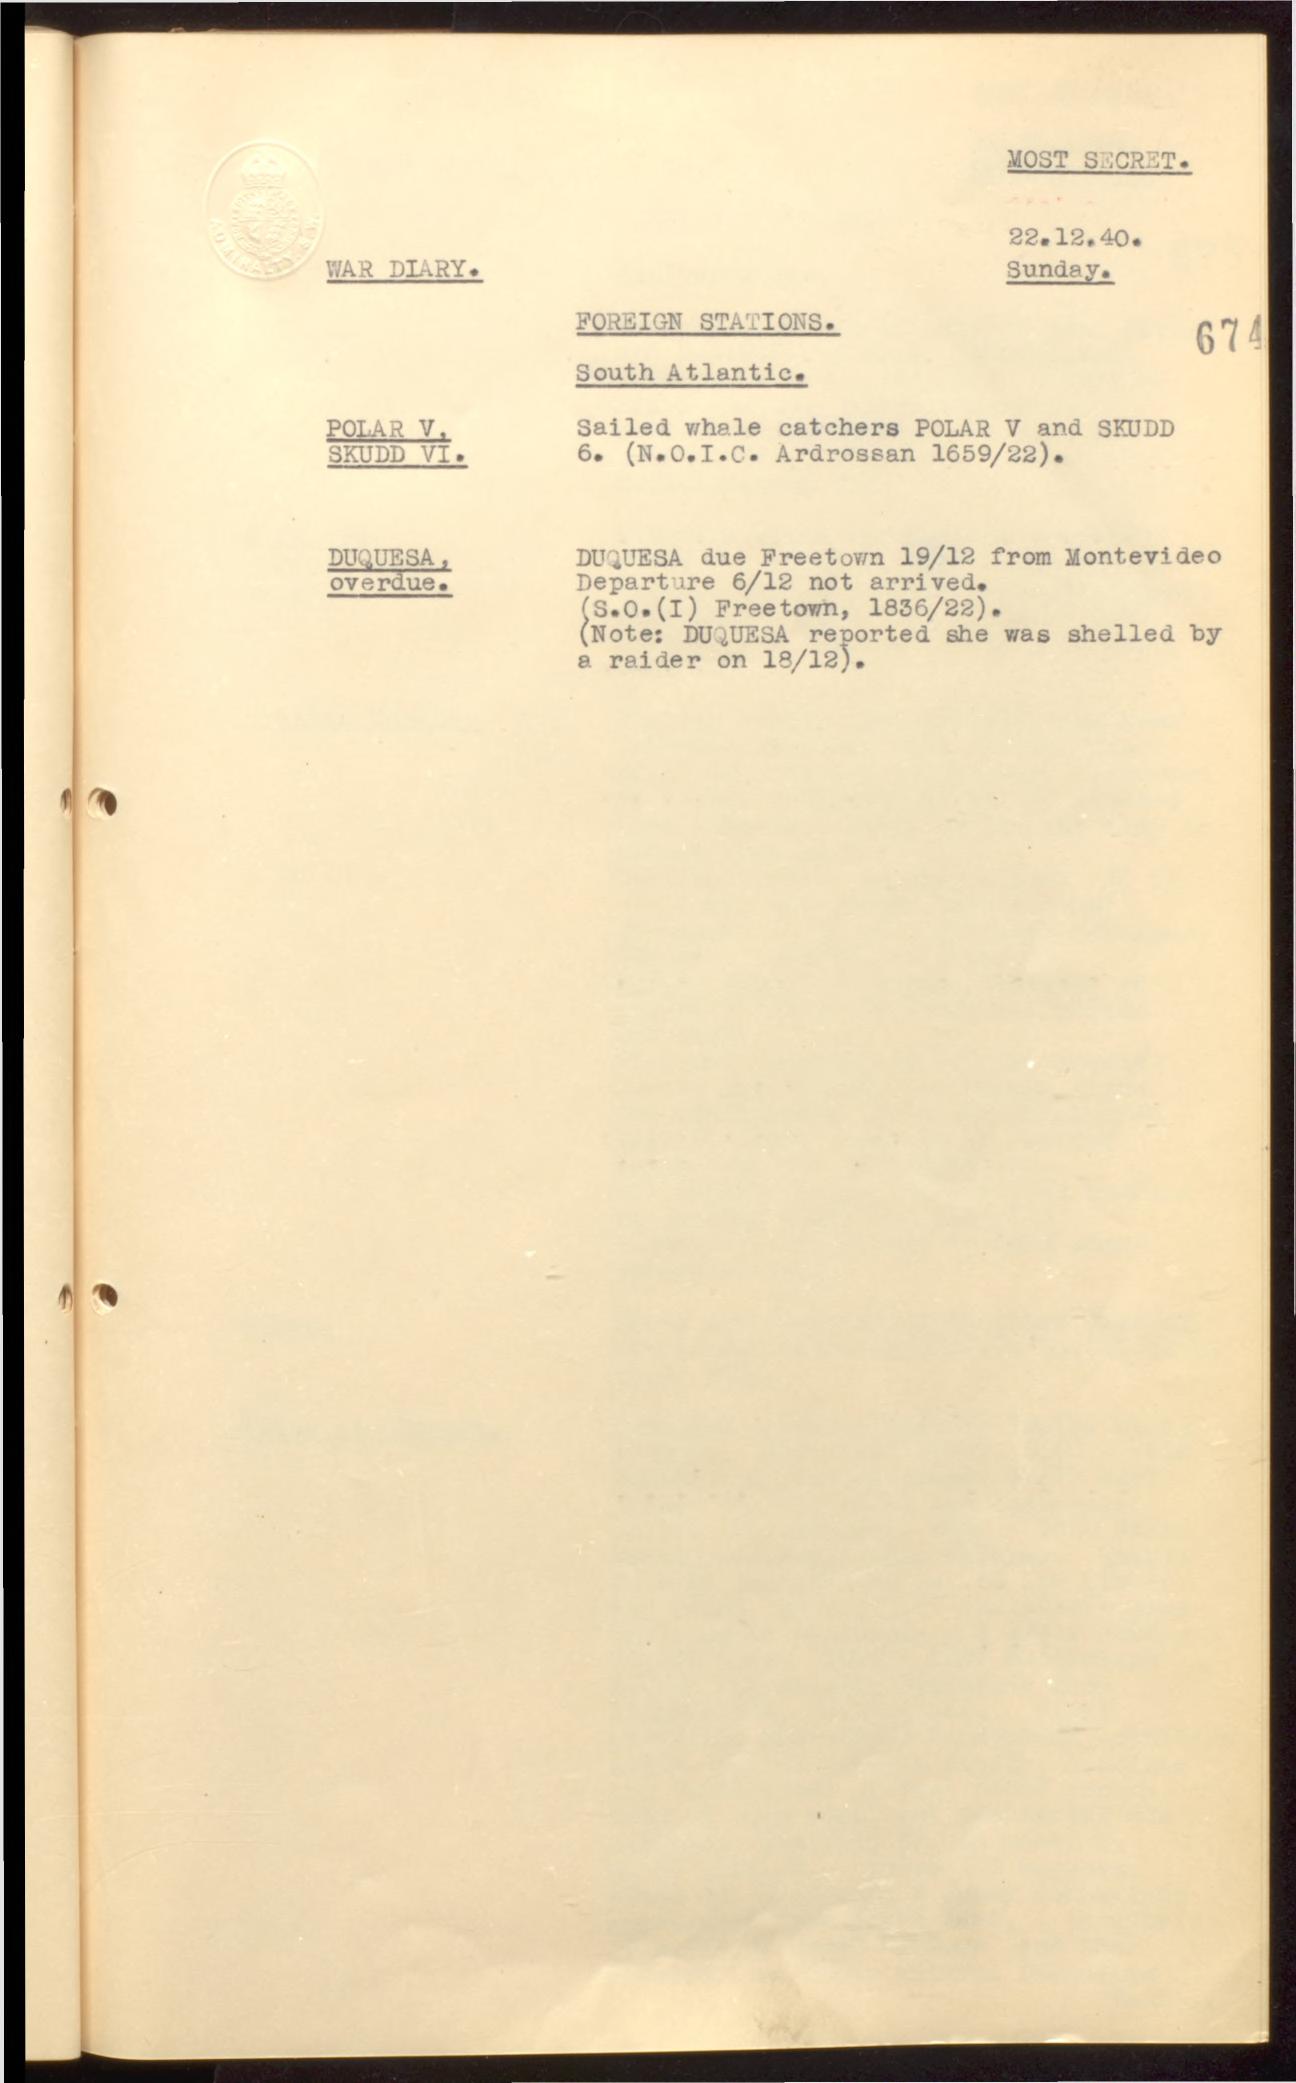 MOST SECRET.
22.12.40.
Sunday.
WAR DIARY.
FOREIGN STATIONS.
674
South Atlantic.
POLAR V,
SKUDD VI.
Sailed whale catchers POLAR V and SKUDD
6. (N.O.I.C. Ardrossan 1659/22).
DUQUESA,
overdue.
DUQUESA due Freetown 19/12 from Montevideo
Departure 6/12 not arrived.
(S.O.(I) Freetown, 1836/22).
(Note: DUQUESA reported she was shelled by
a raider on 18/12).